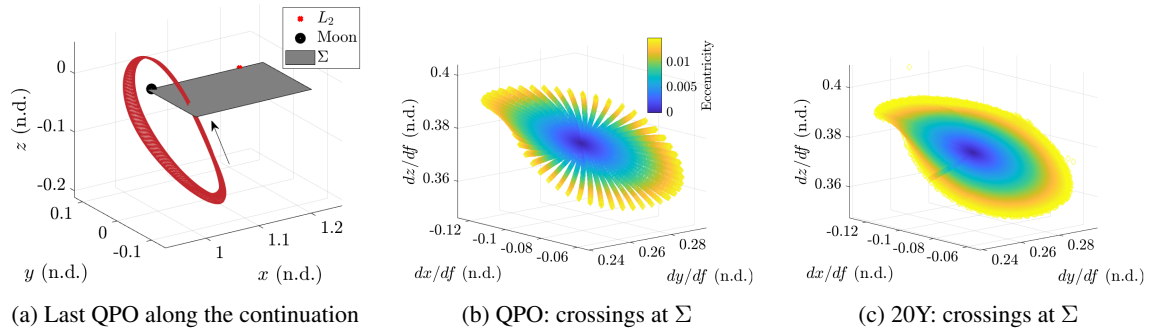 L₂
Moon
Σ
0
-0.1
-0.2
z (n.d.)
0.1
0
-0.1
y (n.d.)
1
1.1
1.2
x (n.d.)
(a) Last QPO along the continuation
0.01
0.005
0
Eccentricity
0.4
0.38
0.36
dz/df (n.d.)
-0.12
-0.1
-0.08
-0.06
dx/df (n.d.)
0.24
0.26
0.28
dy/df (n.d.)
(b) QPO: crossings at Σ
0.4
0.38
0.36
dz/df (n.d.)
-0.12
-0.1
-0.08
-0.06
dx/df (n.d.)
0.24
0.26
0.28
dy/df (n.d.)
(c) 20Y: crossings at Σ